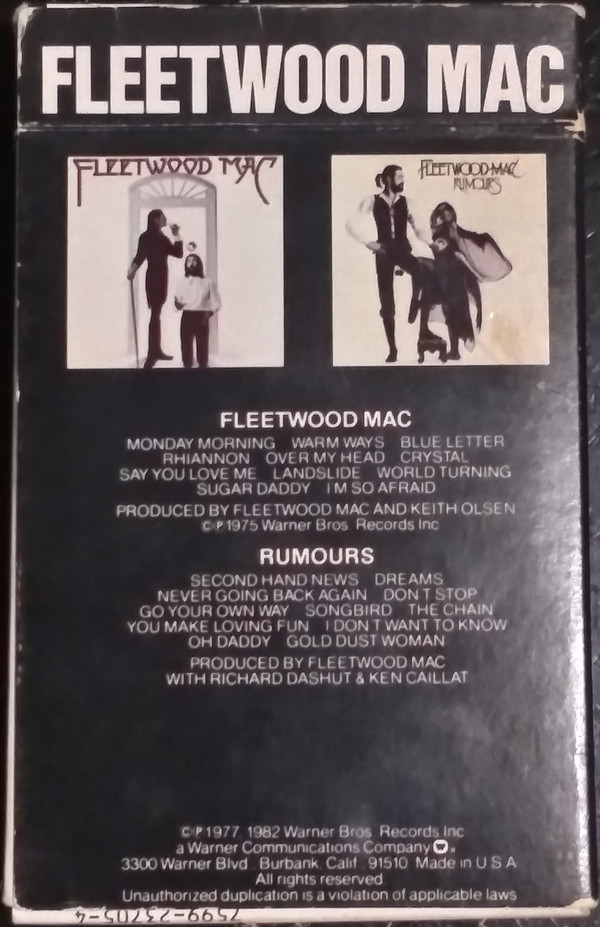 FLEETWOOD MAC
FLEETWOOD MAC
FLEETWOOD MAC
RUMOURS
FLEETWOOD MAC
MONDAY MORNING WARM WAYS BLUE LETTER
RHIANNON OVER MY HEAD CRYSTAL
SAY YOU LOVE ME LANDSLIDE WORLD TURNING
SUGAR DADDY I M SO AFRAID
PRODUCED BY FLEETWOOD MAC AND KEITH OLSEN
©℗1975 Warner Bros. Records Inc
RUMOURS
SECOND HAND NEWS DREAMS
NEVER GOING BACK AGAIN DON T STOP
GO YOUR OWN WAY SONGBIRD THE CHAIN
YOU MAKE LOVING FUN I DON T WANT TO KNOW
OH DADDY GOLD DUST WOMAN
PRODUCED BY FLEETWOOD MAC
WITH RICHARD DASHUT & KEN CAILLAT
©℗1977, 1982 Warner Bros. Records Inc
a Warner Communications Company
3300 Warner Blvd Burbank, Calif. 91510 Made in U S A
All rights reserved
Unauthorized duplication is a violation of applicable laws
7599-23705-4